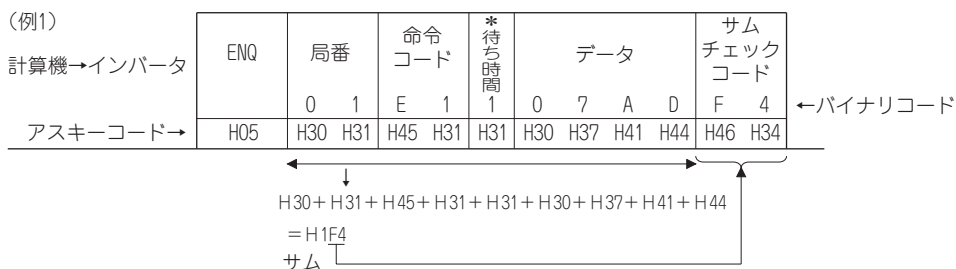 (例1)
計算機→インバータ
ENQ 局番 命令コード *待ち時間 データ サムチェックコード
0 1 E 1 1 0 7 A D F 4 ←バイナリコード
アスキーコード→ H05 H30 H31 H45 H31 H31 H30 H37 H41 H44 H46 H34
H30+H31+H45+H31+H31+H30+H37+H41+H44
=H1F4
サム